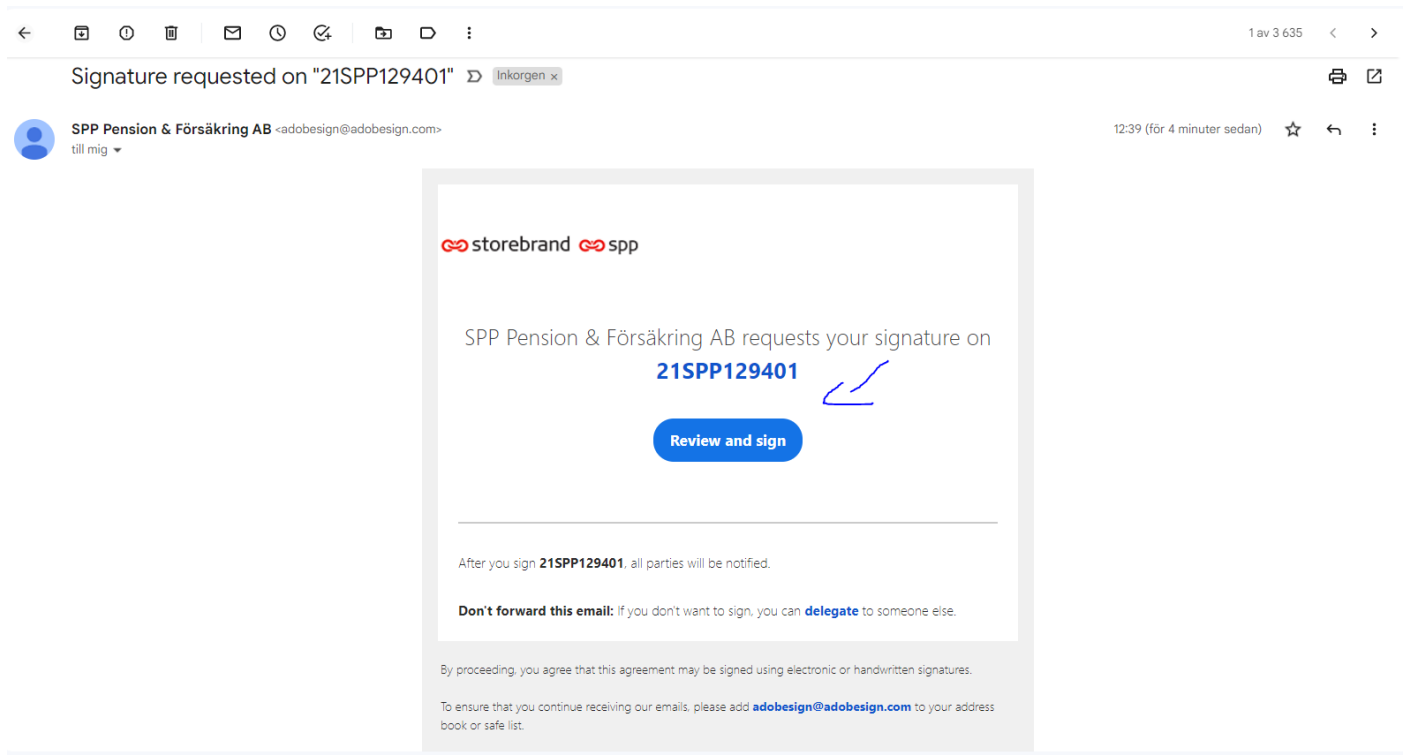 1 av 3 635
Signature requested on "21SPP129401" Inkorgen ×
SPP Pension & Försäkring AB <adobesign@adobesign.com> 12:39 (för 4 minuter sedan)
till mig
storebrand spp
SPP Pension & Försäkring AB requests your signature on
21SPP129401
Review and sign
After you sign 21SPP129401, all parties will be notified.
Don't forward this email: If you don't want to sign, you can delegate to someone else.
By proceeding, you agree that this agreement may be signed using electronic or handwritten signatures.
To ensure that you continue receiving our emails, please add adobesign@adobesign.com to your address
book or safe list.